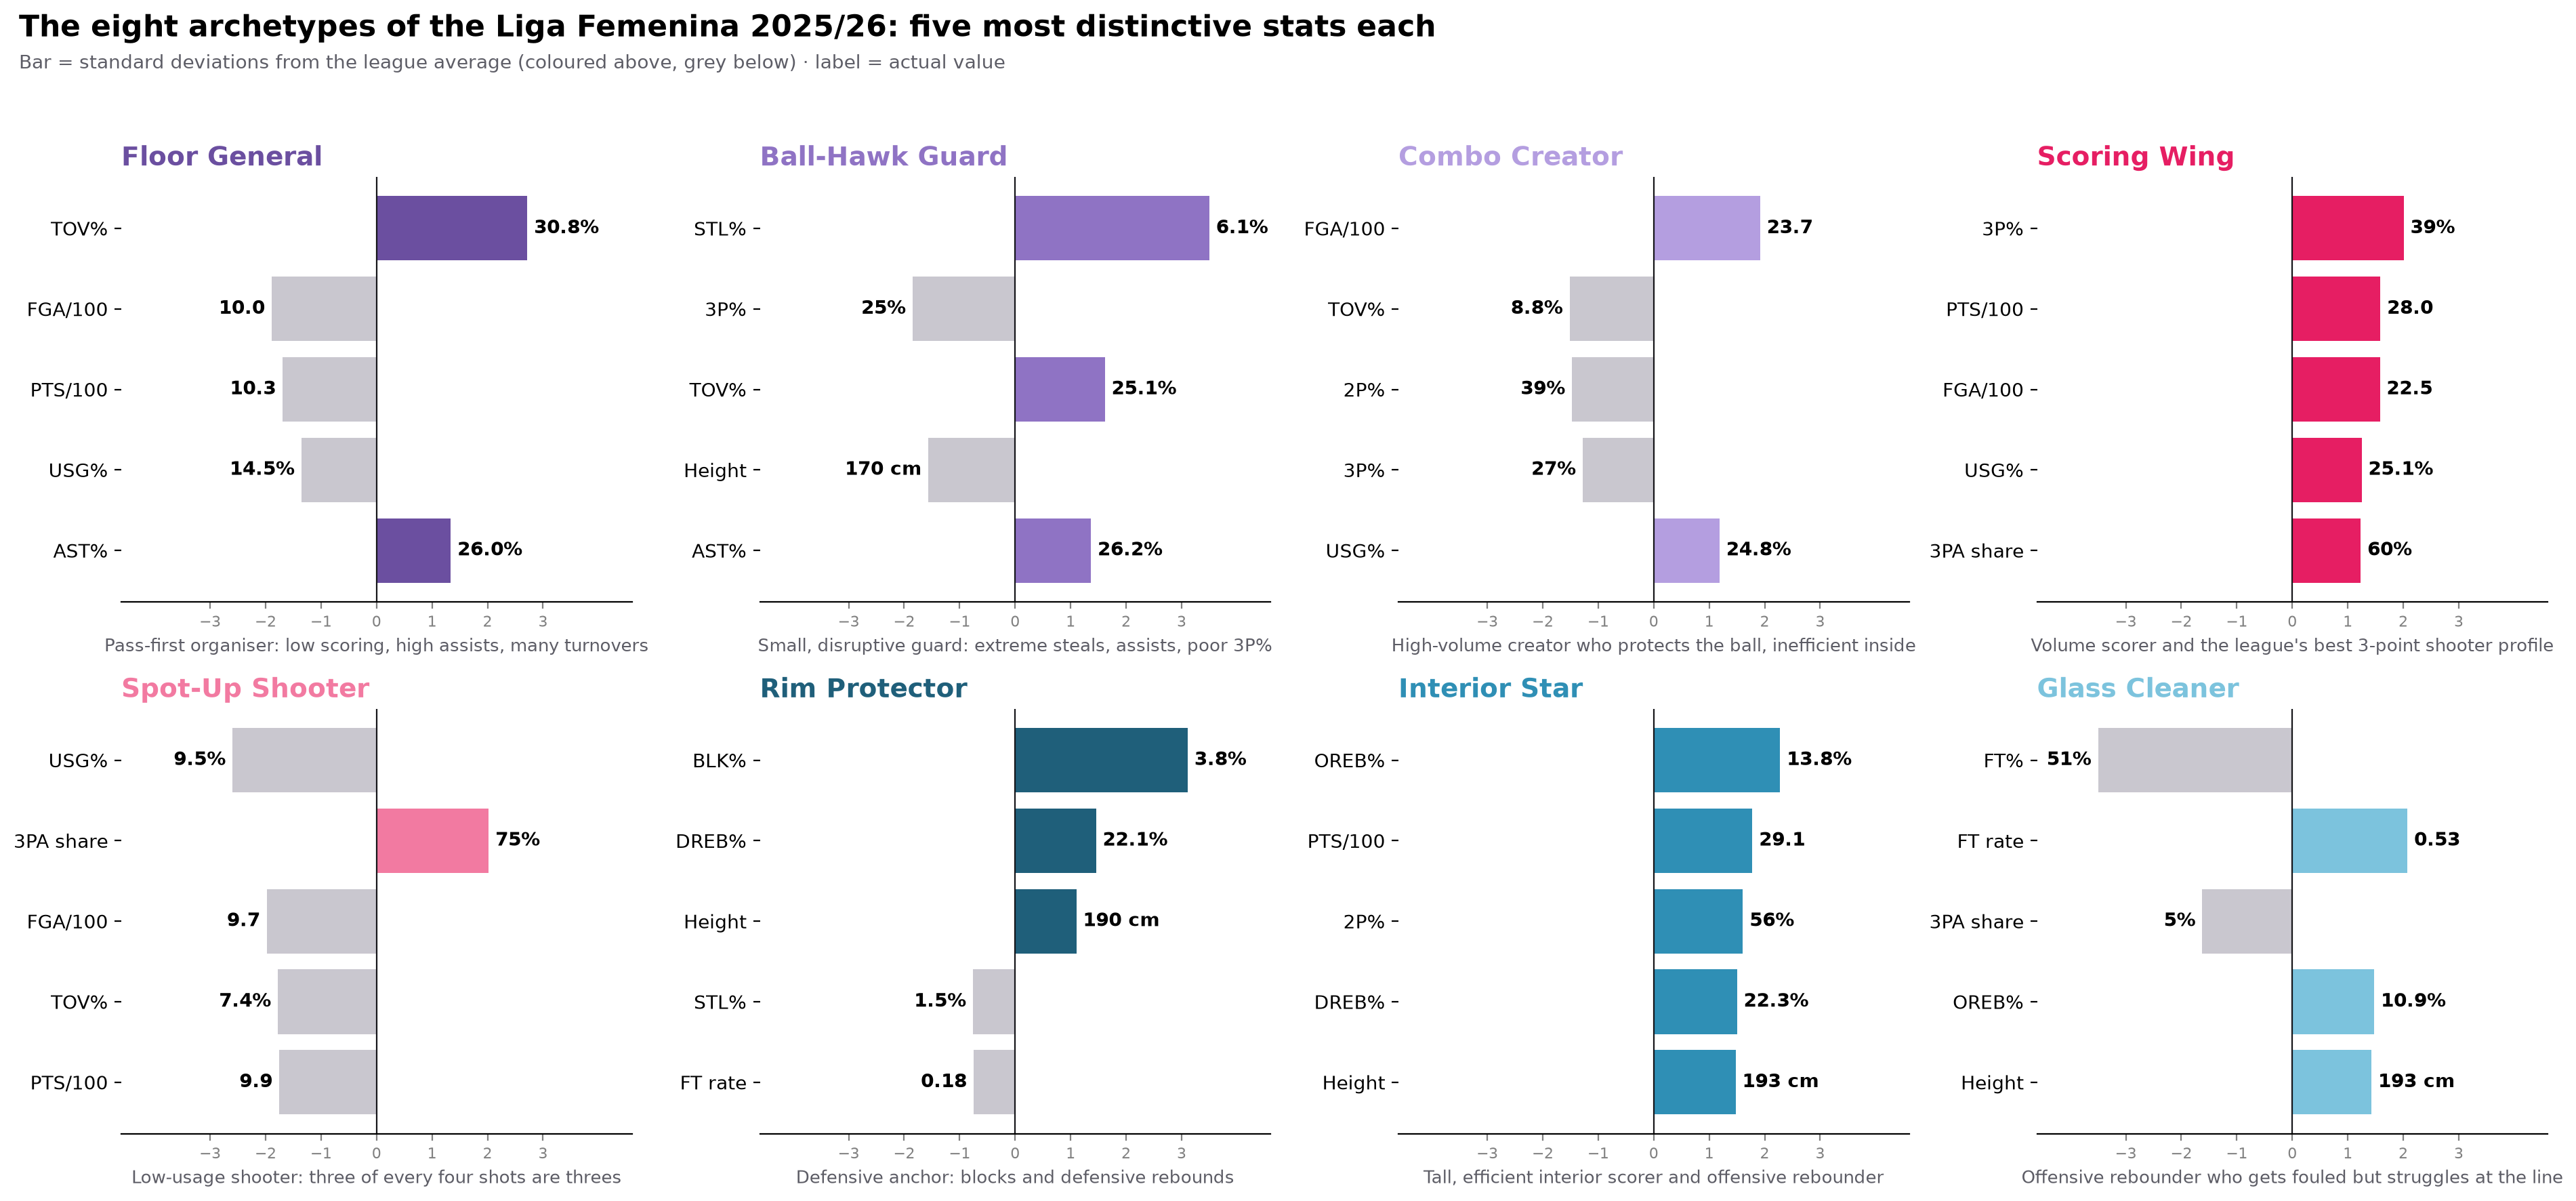 The eight archetypes of the Liga Femenina 2025/26: five most distinctive stats each
Bar = standard deviations from the league average (coloured above, grey below) · label = actual value
Floor General
TOV%
30.8%
FGA/100
10.0
PTS/100
10.3
USG%
14.5%
AST%
26.0%
−3 −2 −1 0 1 2 3
Pass-first organiser: low scoring, high assists, many turnovers
Ball-Hawk Guard
STL%
6.1%
3P%
25%
TOV%
25.1%
Height
170 cm
AST%
26.2%
−3 −2 −1 0 1 2 3
Small, disruptive guard: extreme steals, assists, poor 3P%
Combo Creator
FGA/100
23.7
TOV%
8.8%
2P%
39%
3P%
27%
USG%
24.8%
−3 −2 −1 0 1 2 3
High-volume creator who protects the ball, inefficient inside
Scoring Wing
3P%
39%
PTS/100
28.0
FGA/100
22.5
USG%
25.1%
3PA share
60%
−3 −2 −1 0 1 2 3
Volume scorer and the league's best 3-point shooter profile
Spot-Up Shooter
USG%
9.5%
3PA share
75%
FGA/100
9.7
TOV%
7.4%
PTS/100
9.9
−3 −2 −1 0 1 2 3
Low-usage shooter: three of every four shots are threes
Rim Protector
BLK%
3.8%
DREB%
22.1%
Height
190 cm
STL%
1.5%
FT rate
0.18
−3 −2 −1 0 1 2 3
Defensive anchor: blocks and defensive rebounds
Interior Star
OREB%
13.8%
PTS/100
29.1
2P%
56%
DREB%
22.3%
Height
193 cm
−3 −2 −1 0 1 2 3
Tall, efficient interior scorer and offensive rebounder
Glass Cleaner
FT%
51%
FT rate
0.53
3PA share
5%
OREB%
10.9%
Height
193 cm
−3 −2 −1 0 1 2 3
Offensive rebounder who gets fouled but struggles at the line